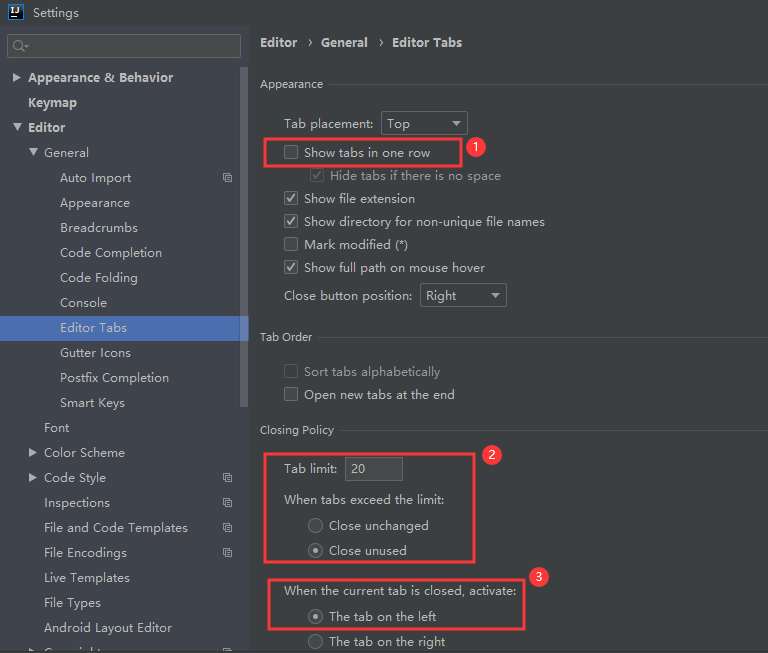 IJ
Settings
Appearance & Behavior
Keymap
Editor
General
Auto Import
Appearance
Breadcrumbs
Code Completion
Code Folding
Console
Editor Tabs
Gutter Icons
Postfix Completion
Smart Keys
Font
Color Scheme
Code Style
Inspections
File and Code Templates
File Encodings
Live Templates
File Types
Android Layout Editor
Editor › General › Editor Tabs
Appearance
Tab placement: Top
Show tabs in one row 1
Hide tabs if there is no space
Show file extension
Show directory for non-unique file names
Mark modified (*)
Show full path on mouse hover
Close button position: Right
Tab Order
Sort tabs alphabetically
Open new tabs at the end
Closing Policy
2
Tab limit: 20
When tabs exceed the limit:
Close unchanged
Close unused
3
When the current tab is closed, activate:
The tab on the left
The tab on the right